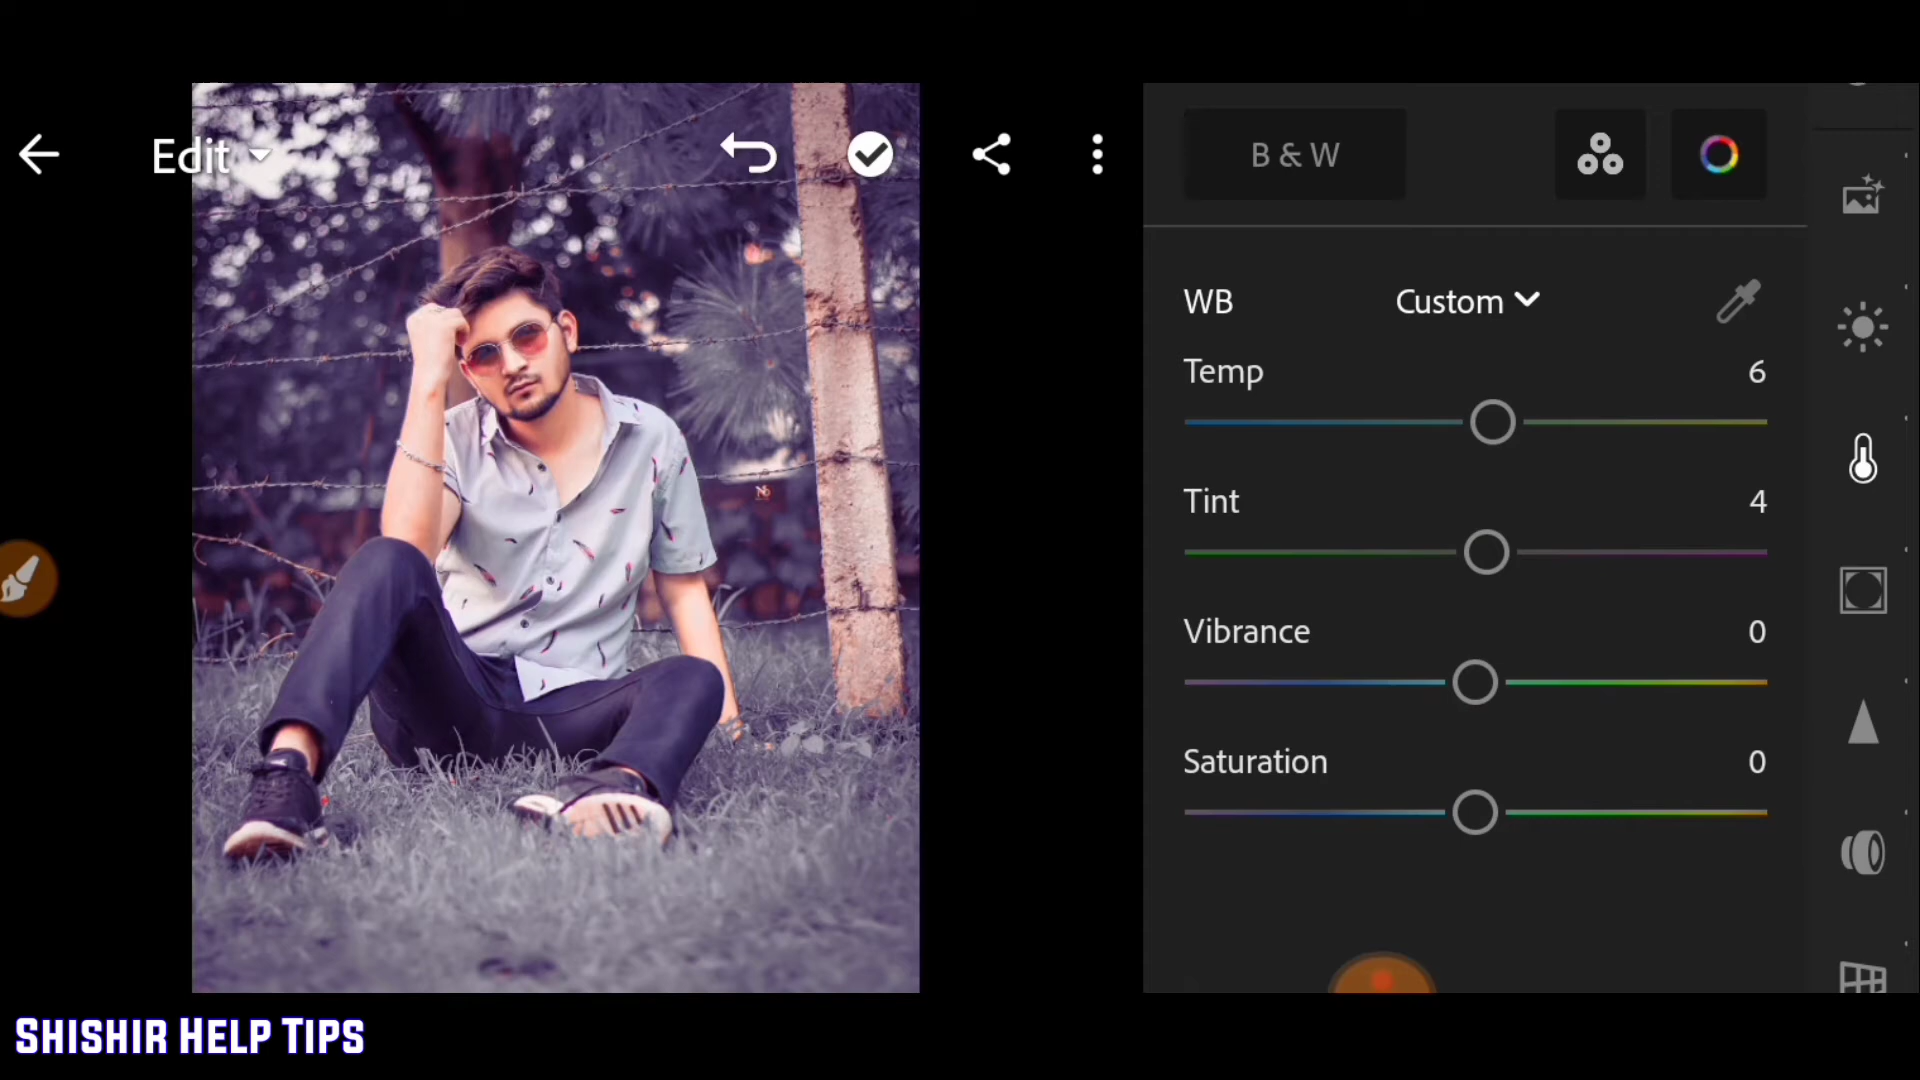 Edit
B & W
WB Custom
Temp 6
Tint 4
Vibrance 0
Saturation 0
SHISHIR HELP TIPS